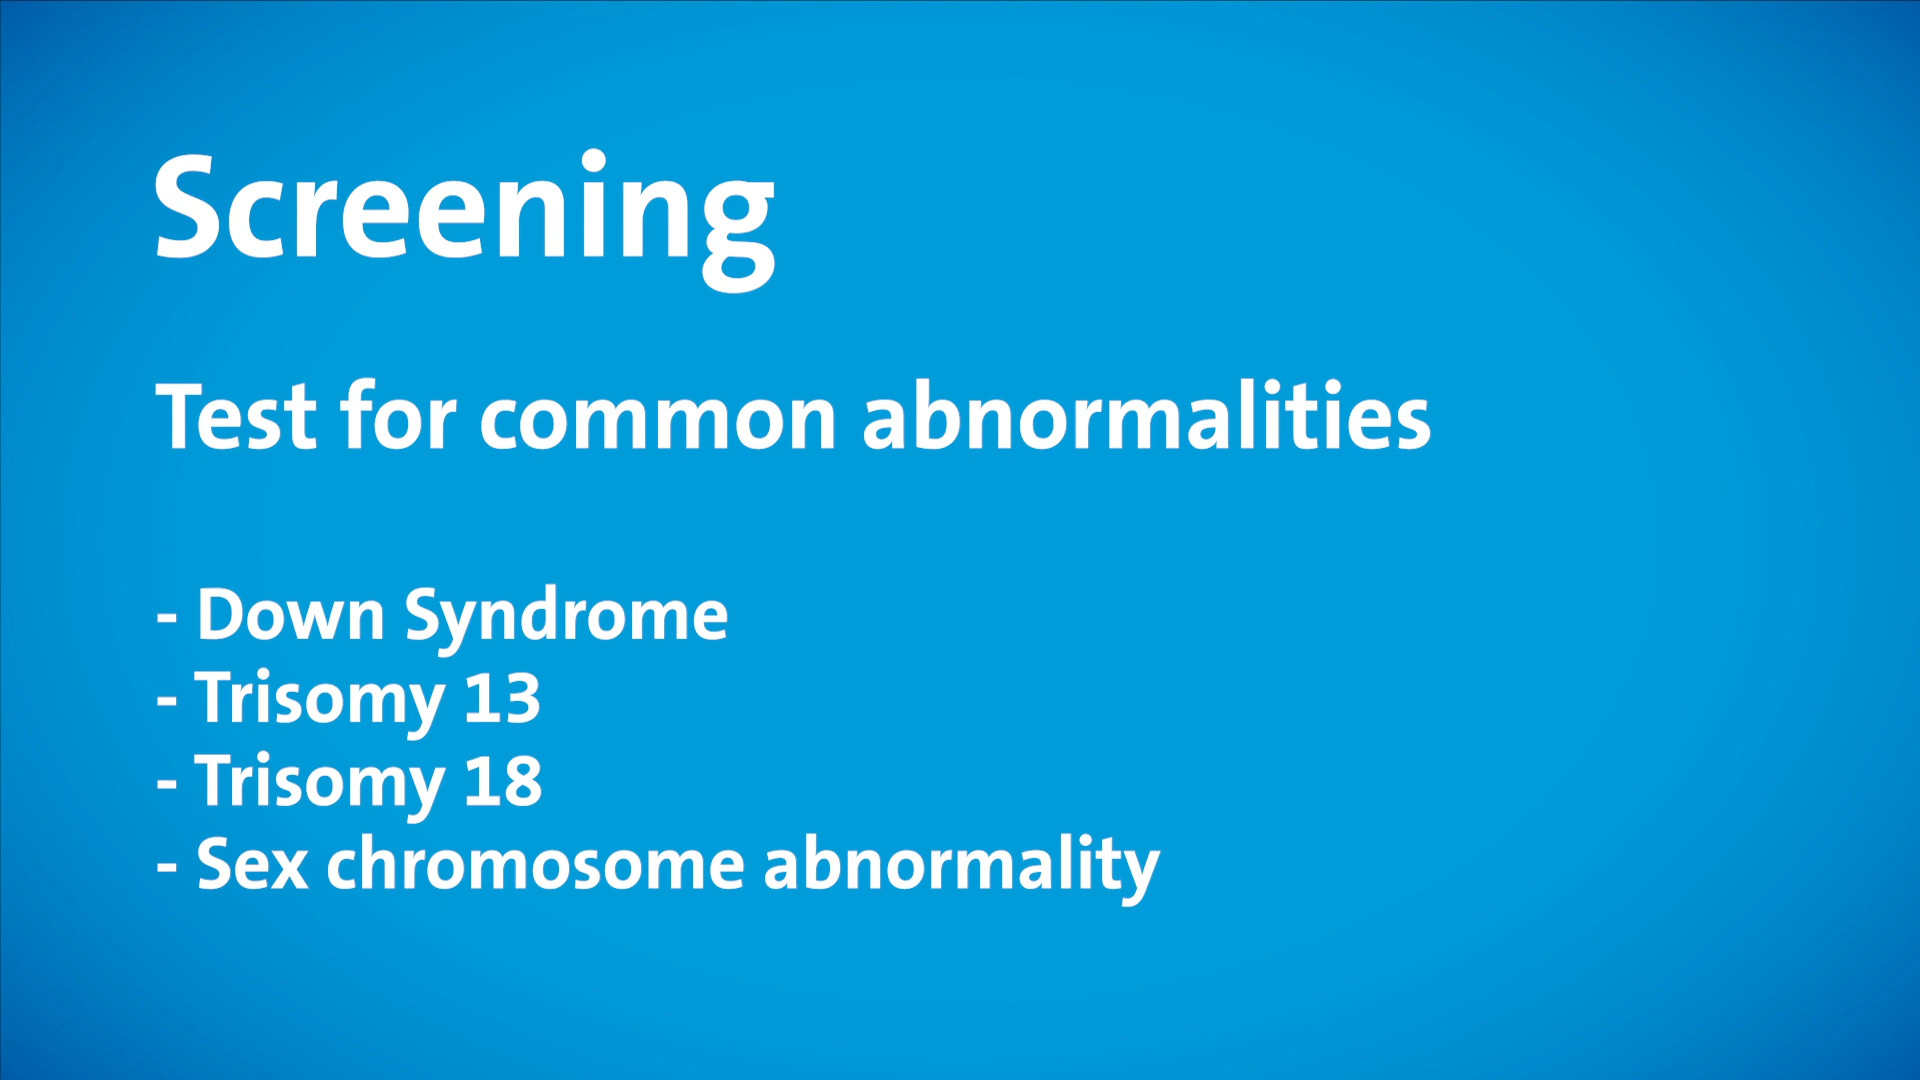 Screening
Test for common abnormalities
- Down Syndrome
- Trisomy 13
- Trisomy 18
- Sex chromosome abnormality